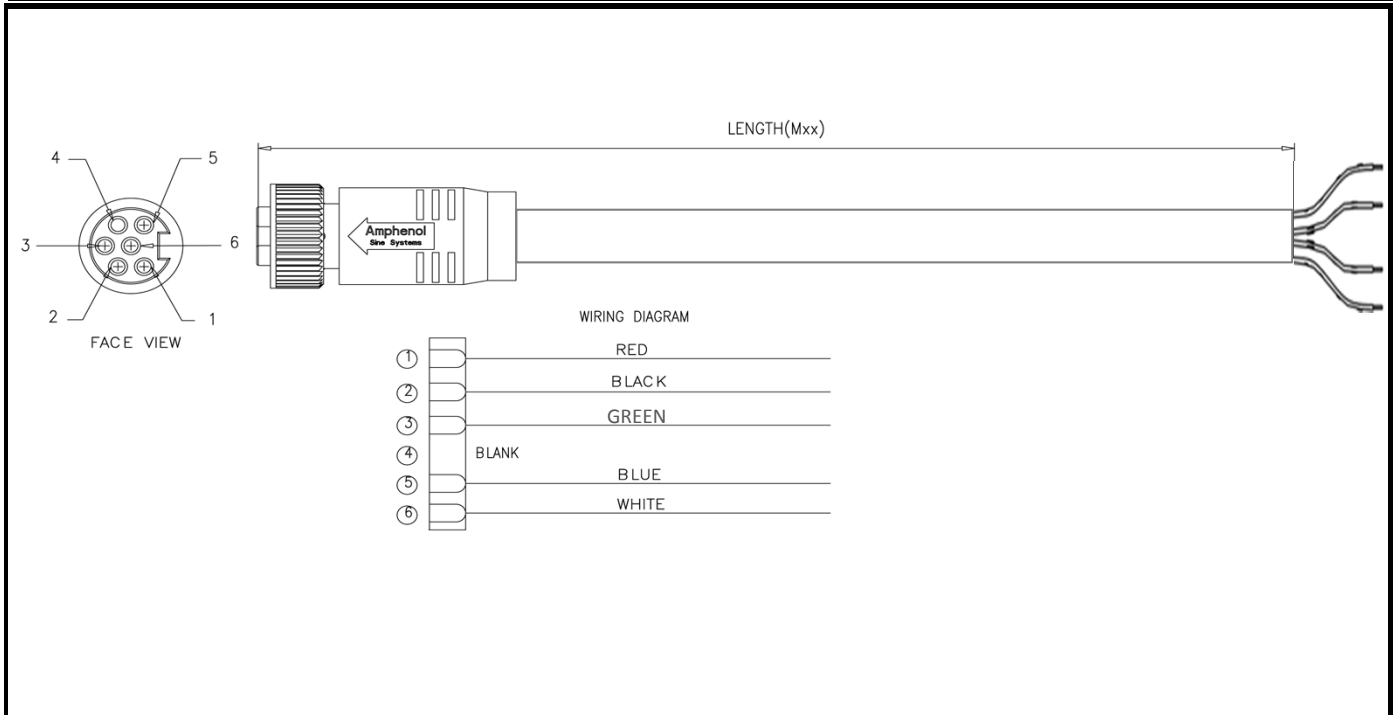 LENGTH(Mxx)
4
5
3
6
2
1
FACE VIEW
Amphenol
Sine Systems
WIRING DIAGRAM
1 RED
2 BLACK
3 GREEN
4 BLANK
5 BLUE
6 WHITE